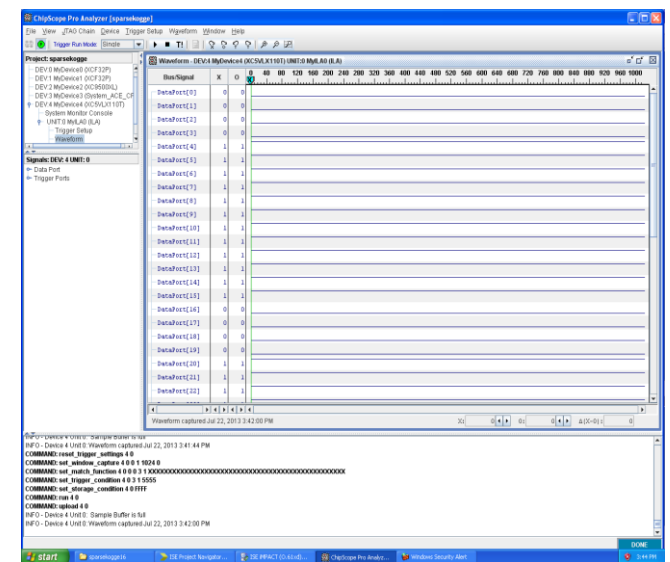 ChipScope Pro Analyzer [sparsekogge]
File View JTAG Chain Device Trigger Setup Waveform Window Help
Trigger Run Mode: Single T!
Project: sparsekogge
DEV:0 MyDevice0 (XCF32P)
DEV:1 MyDevice1 (XCF32P)
DEV:2 MyDevice2 (XC9500XL)
DEV:3 MyDevice3 (System_ACE_CF
DEV:4 MyDevice4 (XC5VLX110T)
System Monitor Console
UNIT:0 MyILA0 (ILA)
Trigger Setup
Waveform
Signals: DEV: 4 UNIT: 0
Data Port
Trigger Ports
Waveform - DEV:4 MyDevice4 (XC5VLX110T) UNIT:0 MyILA0 (ILA)
Bus/Signal X O 0 40 80 120 160 200 240 280 320 360 400 440 480 520 560 600 640 680 720 760 800 840 880 920 960 1000
DataPort[0] 0 0
DataPort[1] 0 0
DataPort[2] 0 0
DataPort[3] 0 0
DataPort[4] 1 1
DataPort[5] 1 1
DataPort[6] 1 1
DataPort[7] 1 1
DataPort[8] 1 1
DataPort[9] 1 1
DataPort[10] 1 1
DataPort[11] 1 1
DataPort[12] 1 1
DataPort[13] 1 1
DataPort[14] 1 1
DataPort[15] 1 1
DataPort[16] 0 0
DataPort[17] 0 0
DataPort[18] 0 0
DataPort[19] 0 0
DataPort[20] 1 1
DataPort[21] 1 1
DataPort[22] 1 1
Waveform captured Jul 22, 2013 3:42:00 PM X: 0 O: 0 Δ(X-O): 0
INFO - Device 4 Unit 0: Sample Buffer is full
INFO - Device 4 Unit 0: Waveform captured Jul 22, 2013 3:41:44 PM
COMMAND: reset_trigger_settings 4 0
COMMAND: set_window_capture 4 0 0 1 1024 0
COMMAND: set_trigger_condition 4 0 3 1 5555
COMMAND: set_storage_condition 4 0 FFFF
COMMAND: run 4 0
COMMAND: upload 4 0
INFO - Device 4 Unit 0: Sample Buffer is full
INFO - Device 4 Unit 0: Waveform captured Jul 22, 2013 3:42:00 PM
DONE
start sparsekogge16 ISE Project Navigator... ChipScope Pro Analyz... Windows Security Alert 3:44 PM